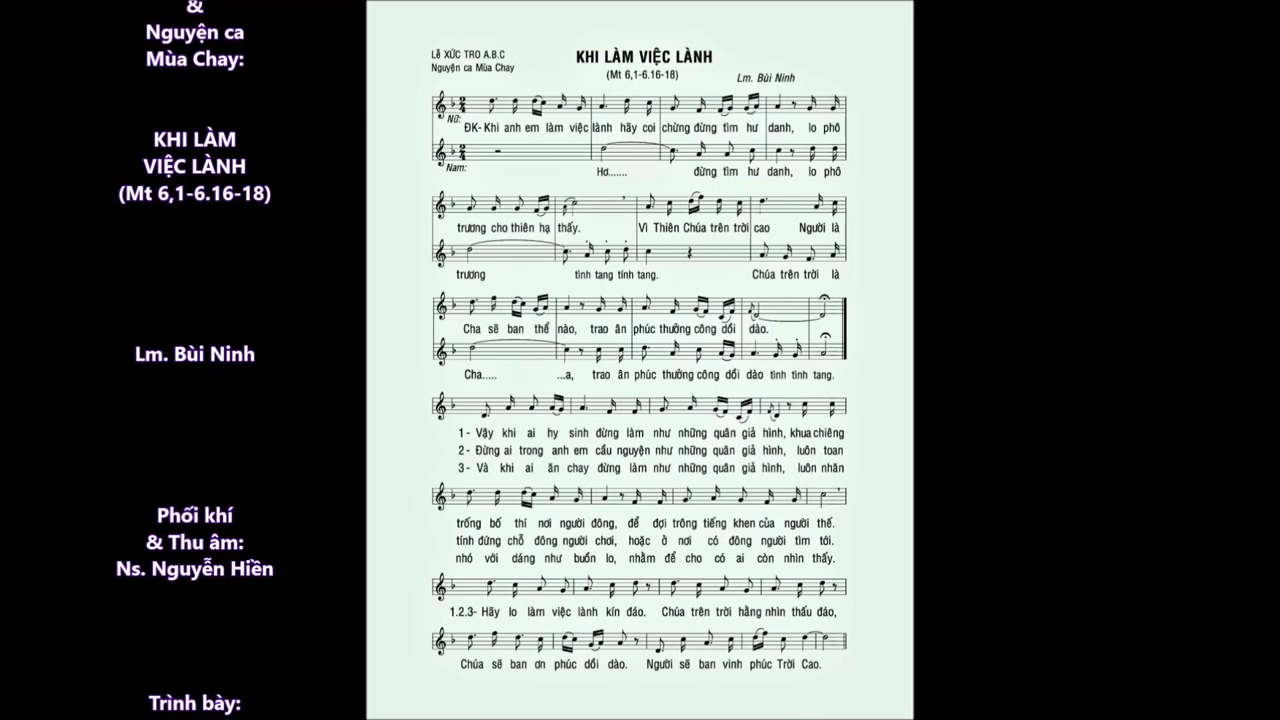 &
Nguyện ca
Mùa Chay:
KHI LÀM
VIỆC LÀNH
(Mt 6,1-6.16-18)
Lm. Bùi Ninh
Phối khí
& Thu âm:
Ns. Nguyễn Hiền
Trình bày:
Lễ XỨC TRO A.B.C
Nguyện ca Mùa Chay
KHI LÀM VIỆC LÀNH
(Mt 6,1-6.16-18)
Lm. Bùi Ninh
Nữ:
ĐK- Khi anh em làm việc lành hãy coi chừng đừng tìm hư danh, lo phô
Nam:
Hơ....... đừng tìm hư danh, lo phô
trương cho thiên hạ thấy. Vì Thiên Chúa trên trời cao Người là
trương tình tang tính tang. Chúa trên trời là
Cha sẽ ban thể nào, trao ân phúc thưởng công dồi dào.
Cha..... ...a, trao ân phúc thưởng công dồi dào tình tình tang.
1- Vậy khi ai hy sinh đừng làm như những quân giả hình, khua chiêng
2- Đừng ai trong anh em cầu nguyện như những quân giả hình, luôn toan
3- Và khi ai ăn chay đừng làm như những quân giả hình, luôn nhăn
trống bố thí nơi người đông, để đợi trông tiếng khen của người thế.
tính đứng chỗ đông người chơi, hoặc ở nơi có đông người tìm tới.
nhó với dáng như buồn lo, nhằm để cho có ai còn nhìn thấy.
1.2.3- Hãy lo làm việc lành kín đáo. Chúa trên trời hằng nhìn thấu đáo,
Chúa sẽ ban ơn phúc dồi dào. Người sẽ ban vinh phúc Trời Cao.